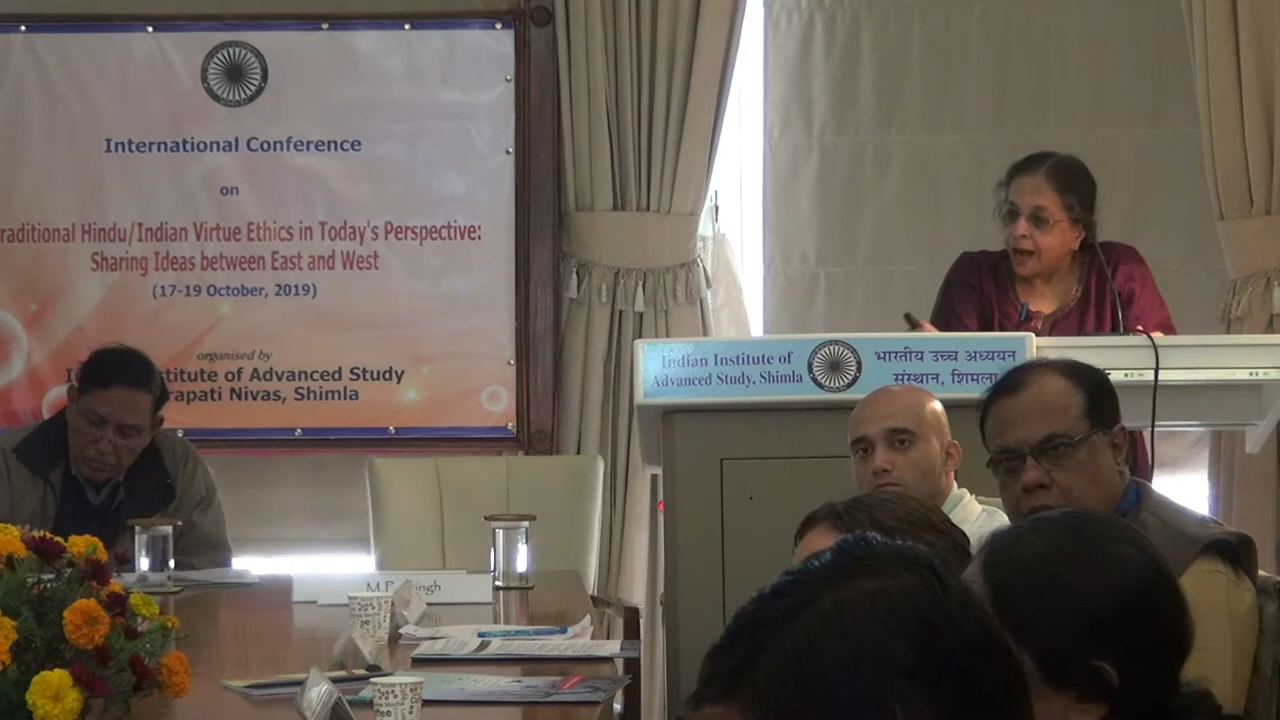 International Conference
on
raditional Hindu/Indian Virtue Ethics in Today's Perspective:
Sharing Ideas between East and West
(17-19 October, 2019)
organised by
stitute of Advanced Study
rapati Nivas, Shimla
Indian Institute of
Advanced Study, Shimla
भारतीय उच्च अध्ययन
संस्थान, शिमला
M.P. Singh